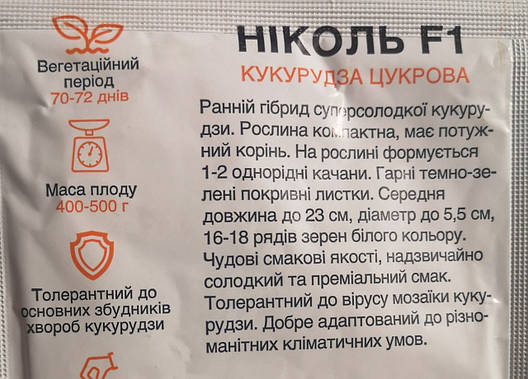 Вегетаційний
період
70-72 днів
Маса плоду
400-500 г
Толерантний до
основних збудників
хвороб кукурудзи
НІКОЛЬ F1
КУКУРУДЗА ЦУКРОВА
Ранній гібрид суперсолодкої кукуру-
дзи. Рослина компактна, має потуж-
ний корінь. На рослині формується
1-2 однорідні качани. Гарні темно-зе-
лені покривні листки. Середня
довжина до 23 см, діаметр до 5,5 см,
16-18 рядів зерен білого кольору.
Чудові смакові якості, надзвичайно
солодкий та преміальний смак.
Толерантний до вірусу мозаїки куку-
рудзи. Добре адаптований до різно-
манітних кліматичних умов.